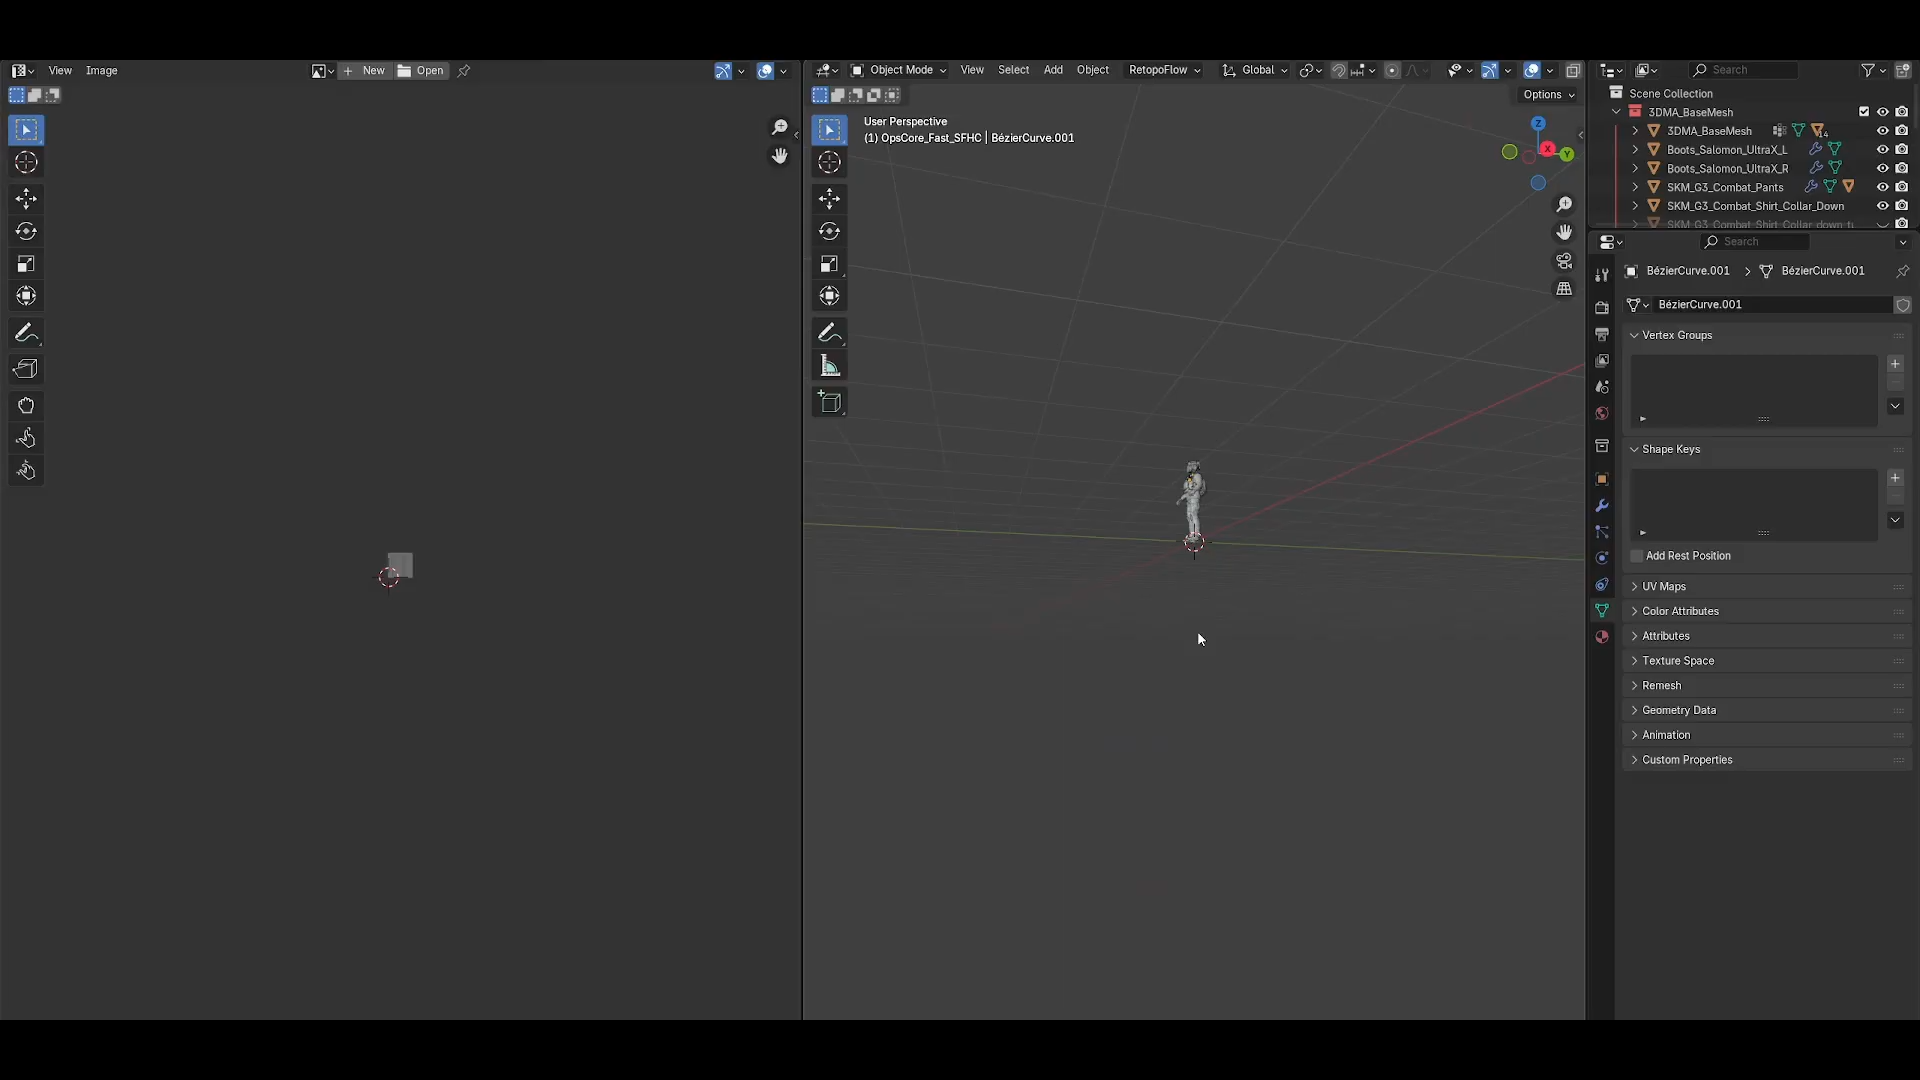 View Image New Open
Object Mode View Select Add Object RetopoFlow Global
Search
Options
User Perspective
(1) OpsCore_Fast_SFHC | BézierCurve.001
Z
X
Y
Scene Collection
3DMA_BaseMesh
3DMA_BaseMesh 14
Boots_Salomon_UltraX_L
Boots_Salomon_UltraX_R
SKM_G3_Combat_Pants
SKM_G3_Combat_Shirt_Collar_Down
Search
BézierCurve.001 BézierCurve.001
BézierCurve.001
Vertex Groups
Shape Keys
Add Rest Position
UV Maps
Color Attributes
Attributes
Texture Space
Remesh
Geometry Data
Animation
Custom Properties